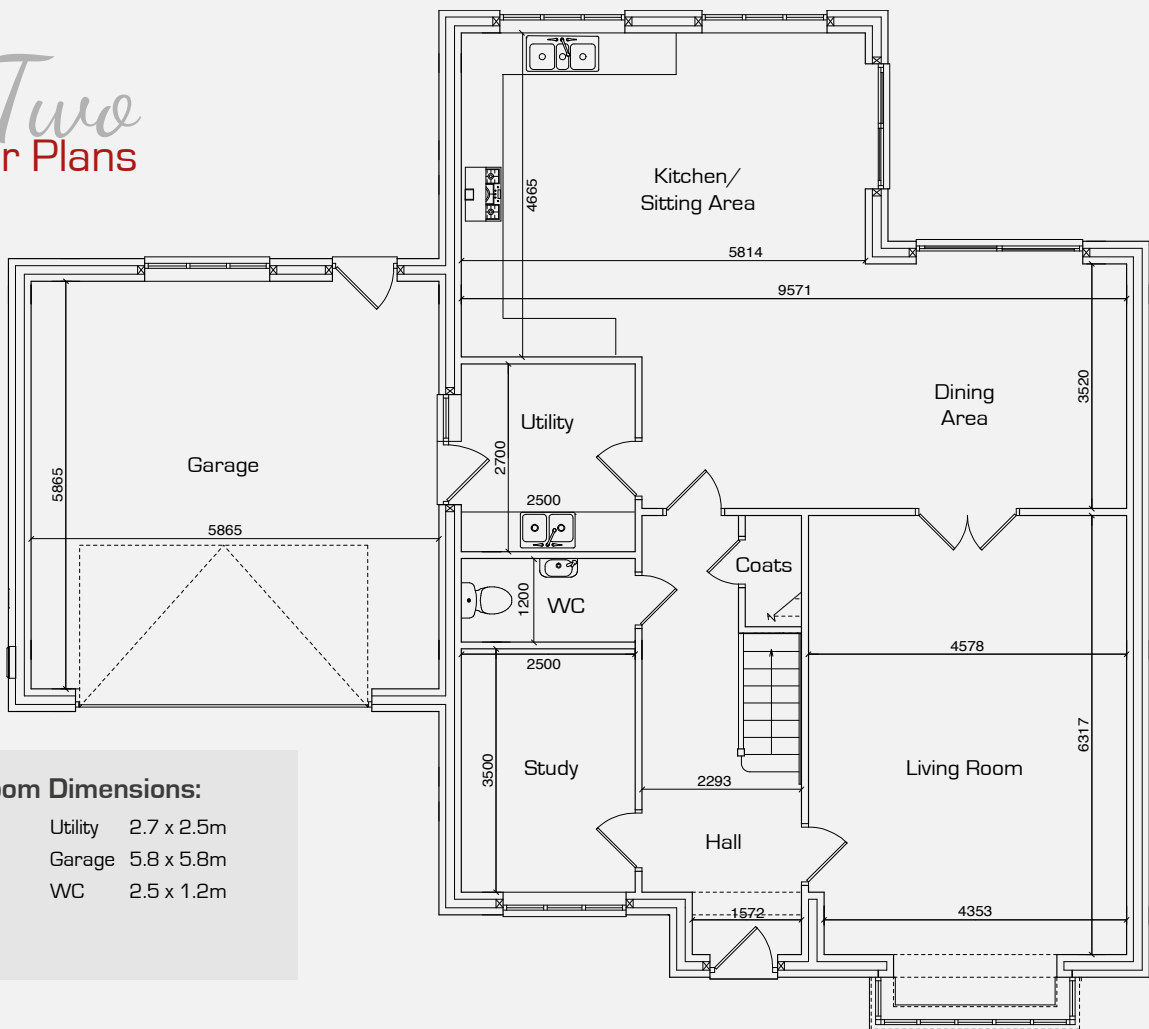 Two
r Plans
Kitchen/
Sitting Area
4665
5814
9571
Dining
Area
3520
Utility
2700
2500
Garage
5865
5865
Coats
WC
1200
2500
4578
6317
Study
3500
Living Room
2293
Hall
1572
4353
om Dimensions:
Utility 2.7 x 2.5m
Garage 5.8 x 5.8m
WC 2.5 x 1.2m